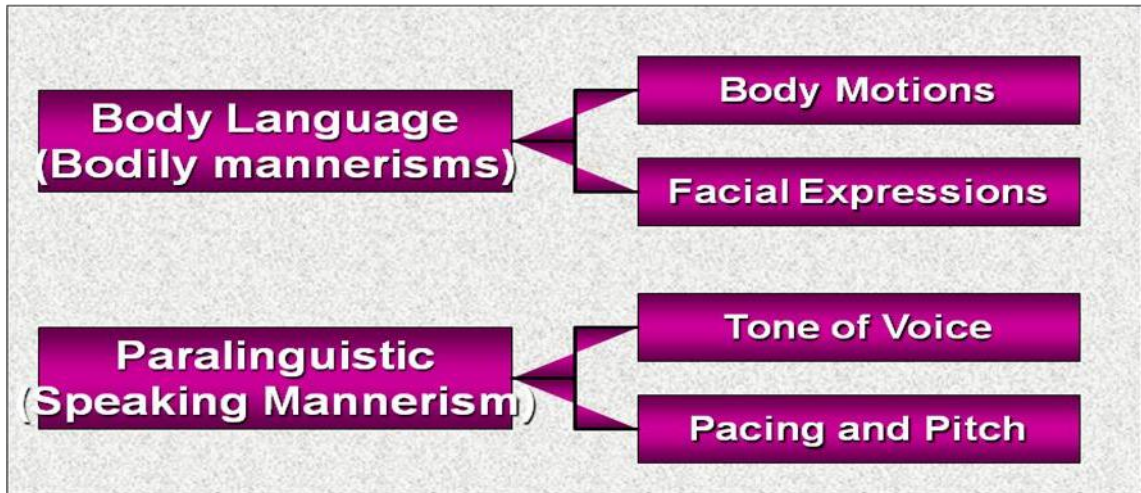 Body Language
(Bodily mannerisms)
Body Motions
Facial Expressions
Paralinguistic
(Speaking Mannerism)
Tone of Voice
Pacing and Pitch